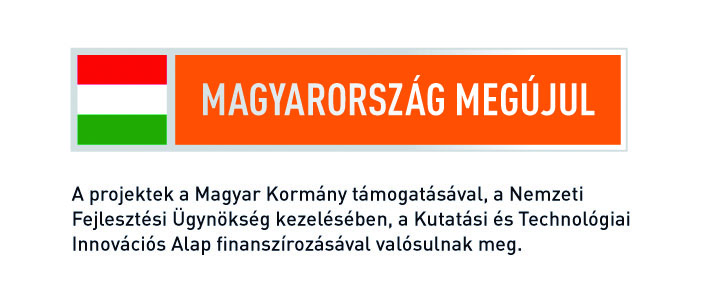 MAGYARORSZÁG MEGÚJUL
A projektek a Magyar Kormány támogatásával, a Nemzeti
Fejlesztési Ügynökség kezelésében, a Kutatási és Technológiai
Innovációs Alap finanszírozásával valósulnak meg.